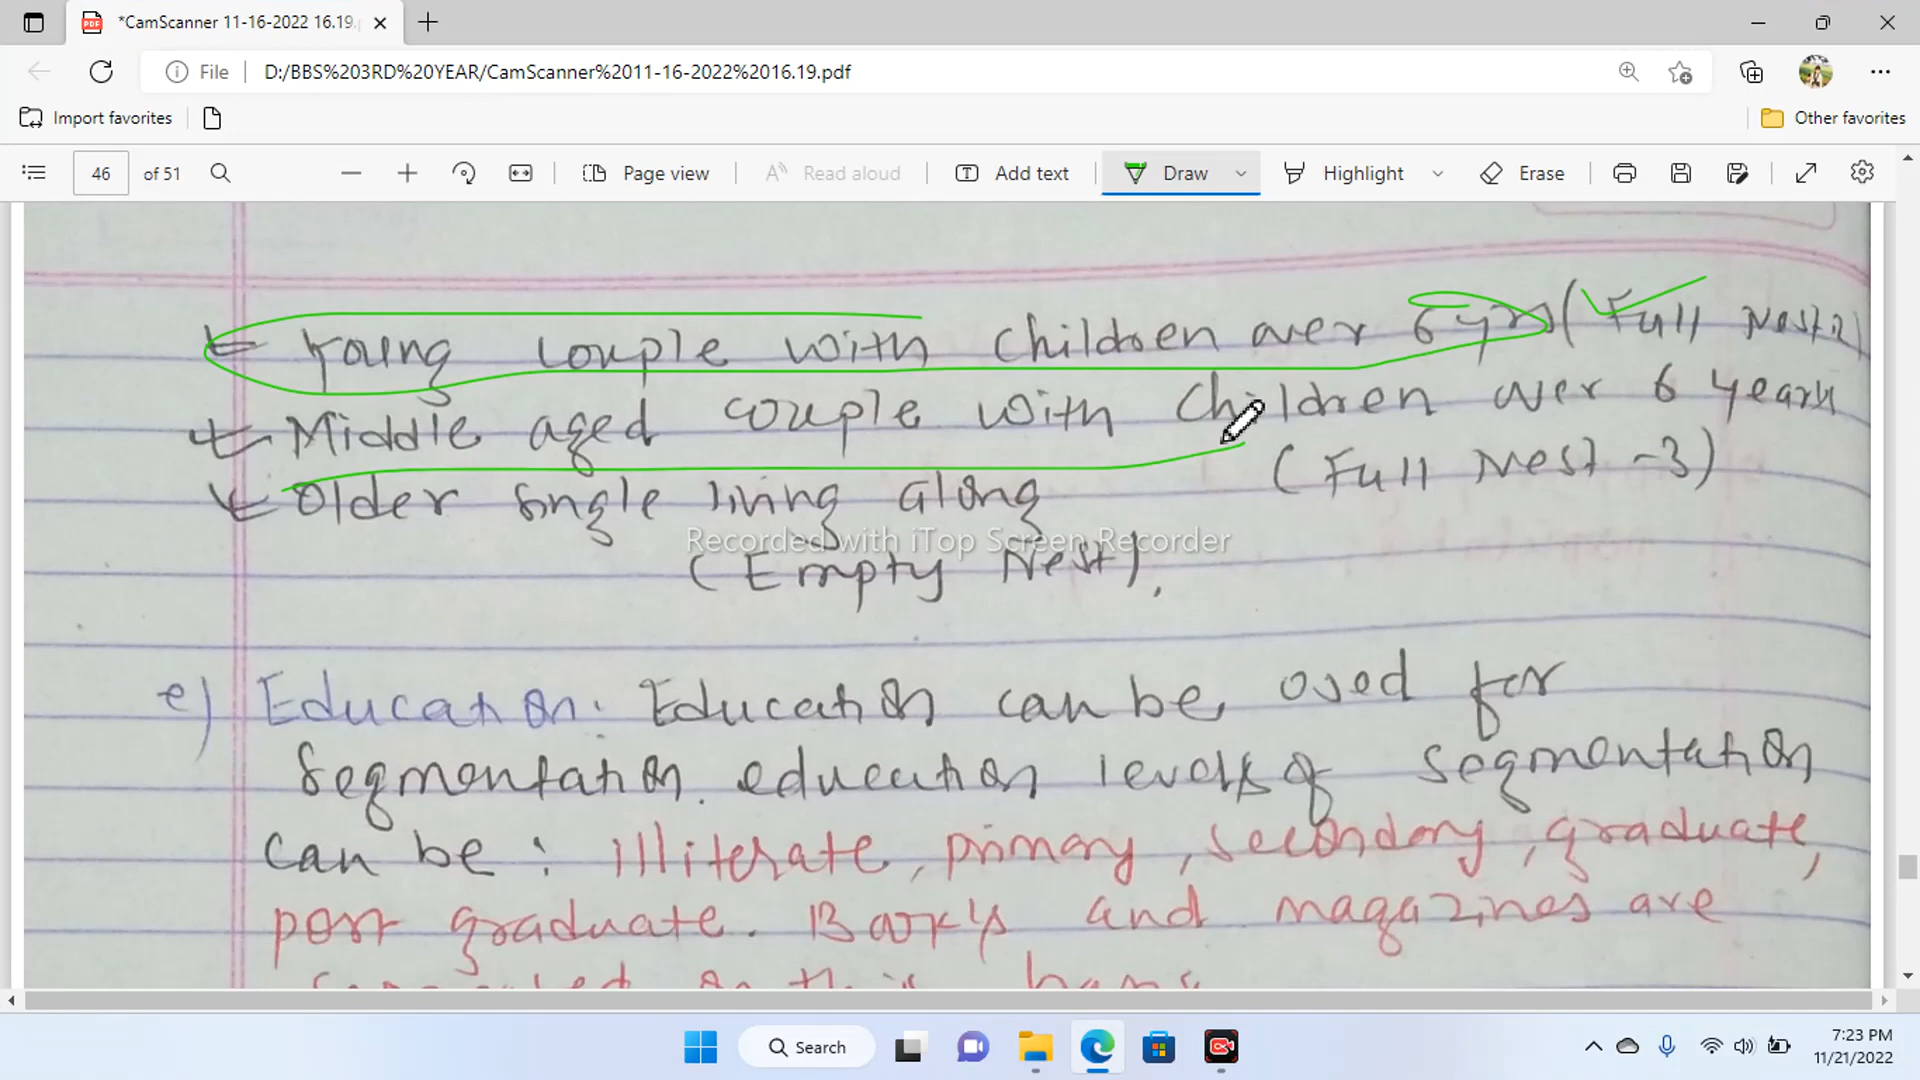 *CamScanner 11-16-2022 16.19.
File
D:/BBS%203RD%20YEAR/CamScanner%2011-16-2022%2016.19.pdf
Import favorites
Other favorites
46 of 51
Page view
Read aloud
Add text
Draw
Highlight
Erase
Young couple with children over 6 yrs (Full Nest 2)
Middle aged couple with children over 6 years
(Full Nest -3)
Older single living along
(Empty Nest).
Recorded with iTop Screen Recorder
e) Education: Education can be used for
segmentation. education levels of segmentation
can be: illiterate, primary, secondary, graduate,
post graduate. Book's and magazines are
Search
7:23 PM
11/21/2022